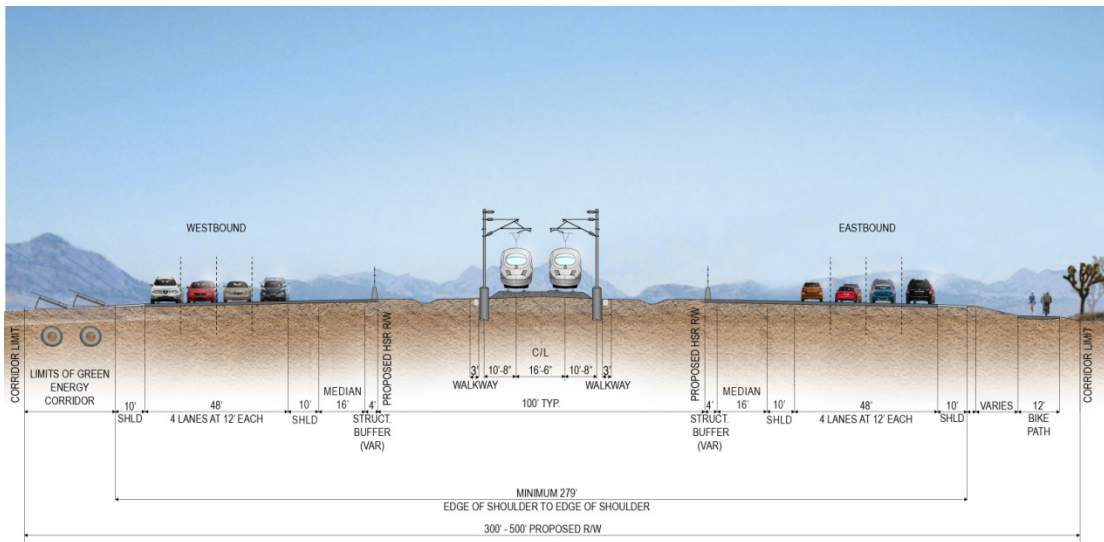 WESTBOUND
EASTBOUND
CORRIDOR LIMIT
LIMITS OF GREEN
ENERGY
CORRIDOR
10'
SHLD
48'
4 LANES AT 12' EACH
10'
SHLD
MEDIAN
16'
4'
STRUCT.
BUFFER
(VAR)
PROPOSED HSR R/W
C/L
3'
WALKWAY
10'-8"
16'-6"
10'-8"
3'
WALKWAY
100' TYP.
PROPOSED HSR R/W
4'
STRUCT.
BUFFER
(VAR)
MEDIAN
16'
10'
SHLD
48'
4 LANES AT 12' EACH
10'
SHLD
VARIES
12'
BIKE
PATH
CORRIDOR LIMIT
MINIMUM 279'
EDGE OF SHOULDER TO EDGE OF SHOULDER
300' - 500' PROPOSED R/W